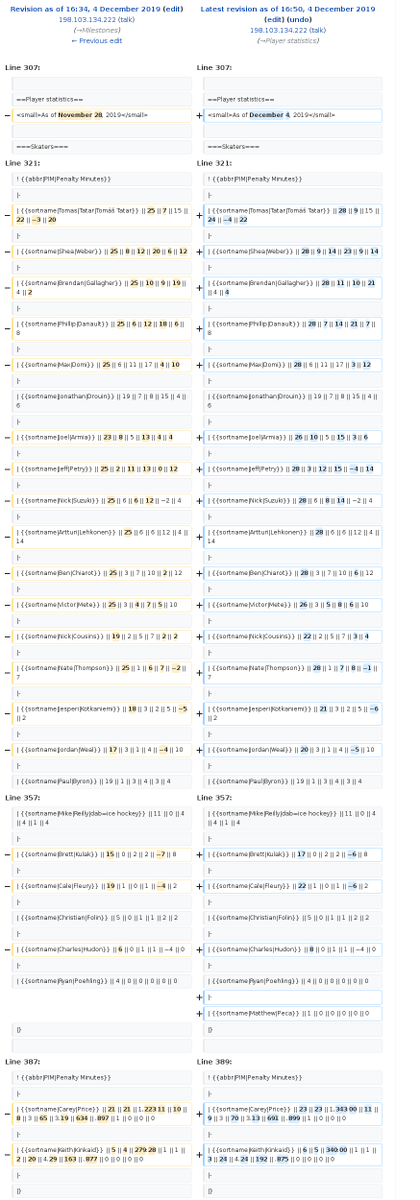 Revision as of 16:34, 4 December 2019 (edit)
198.103.134.222 (talk)
(→Milestones)
← Previous edit
Latest revision as of 16:50, 4 December 2019
(edit) (undo)
198.103.134.222 (talk)
(→Player statistics)
Line 307:
Line 307:
==Player statistics==
==Player statistics==
− <small>As of November 28, 2019</small>
+ <small>As of December 4, 2019</small>
===Skaters===
===Skaters===
Line 321:
Line 321:
! {{abbr|PIM|Penalty Minutes}}
! {{abbr|PIM|Penalty Minutes}}
|-
|-
− | {{sortname|Tomas|Tatar|Tomáš Tatar}} || 25 || 7 || 15 ||
22 || −3 || 20
+ | {{sortname|Tomas|Tatar|Tomáš Tatar}} || 28 || 9 || 15 ||
24 || −4 || 22
|-
|-
− | {{sortname|Shea|Weber}} || 25 || 8 || 12 || 20 || 6 || 12
+ | {{sortname|Shea|Weber}} || 28 || 9 || 14 || 23 || 9 || 14
|-
|-
− | {{sortname|Brendan|Gallagher}} || 25 || 10 || 9 || 19 ||
4 || 2
+ | {{sortname|Brendan|Gallagher}} || 28 || 11 || 10 || 21
|| 4 || 4
|-
|-
− | {{sortname|Phillip|Danault}} || 25 || 6 || 12 || 18 || 6 ||
8
+ | {{sortname|Phillip|Danault}} || 28 || 7 || 14 || 21 || 7 ||
8
|-
|-
− | {{sortname|Max|Domi}} || 25 || 6 || 11 || 17 || 4 || 10
+ | {{sortname|Max|Domi}} || 28 || 6 || 11 || 17 || 3 || 12
|-
|-
| {{sortname|Jonathan|Drouin}} || 19 || 7 || 8 || 15 || 4 ||
6
| {{sortname|Jonathan|Drouin}} || 19 || 7 || 8 || 15 || 4 ||
6
|-
|-
− | {{sortname|Joel|Armia}} || 23 || 8 || 5 || 13 || 4 || 4
+ | {{sortname|Joel|Armia}} || 26 || 10 || 5 || 15 || 3 || 6
|-
|-
− | {{sortname|Jeff|Petry}} || 25 || 2 || 11 || 13 || 0 || 12
+ | {{sortname|Jeff|Petry}} || 28 || 3 || 12 || 15 || −4 || 14
|-
|-
− | {{sortname|Nick|Suzuki}} || 25 || 6 || 6 || 12 || −2 || 4
+ | {{sortname|Nick|Suzuki}} || 28 || 6 || 8 || 14 || −2 || 4
|-
|-
− | {{sortname|Artturi|Lehkonen}} || 25 || 6 || 6 || 12 || 4 ||
14
+ | {{sortname|Artturi|Lehkonen}} || 28 || 6 || 6 || 12 || 4 ||
14
|-
|-
− | {{sortname|Ben|Chiarot}} || 25 || 3 || 7 || 10 || 2 || 12
+ | {{sortname|Ben|Chiarot}} || 28 || 3 || 7 || 10 || 6 || 12
|-
|-
− | {{sortname|Victor|Mete}} || 25 || 3 || 4 || 7 || 5 || 10
+ | {{sortname|Victor|Mete}} || 26 || 3 || 5 || 8 || 6 || 10
|-
|-
− | {{sortname|Nick|Cousins}} || 19 || 2 || 5 || 7 || 2 || 2
+ | {{sortname|Nick|Cousins}} || 22 || 2 || 5 || 7 || 3 || 4
|-
|-
− | {{sortname|Nate|Thompson}} || 25 || 1 || 6 || 7 || −2 ||
7
+ | {{sortname|Nate|Thompson}} || 28 || 1 || 7 || 8 || −1 ||
7
|-
|-
− | {{sortname|Jesperi|Kotkaniemi}} || 18 || 3 || 2 || 5 || −5
|| 2
+ | {{sortname|Jesperi|Kotkaniemi}} || 21 || 3 || 2 || 5 || −6
|| 2
|-
|-
− | {{sortname|Jordan|Weal}} || 17 || 3 || 1 || 4 || −4 || 10
+ | {{sortname|Jordan|Weal}} || 20 || 3 || 1 || 4 || −5 || 10
|-
|-
| {{sortname|Paul|Byron}} || 19 || 1 || 3 || 4 || 3 || 4
| {{sortname|Paul|Byron}} || 19 || 1 || 3 || 4 || 3 || 4
Line 357:
Line 357:
| {{sortname|Mike|Reilly|dab=ice hockey}} || 11 || 0 || 4
|| 4 || 1 || 4
| {{sortname|Mike|Reilly|dab=ice hockey}} || 11 || 0 || 4
|| 4 || 1 || 4
|-
|-
− | {{sortname|Brett|Kulak}} || 15 || 0 || 2 || 2 || −7 || 8
+ | {{sortname|Brett|Kulak}} || 17 || 0 || 2 || 2 || −6 || 8
|-
|-
− | {{sortname|Cale|Fleury}} || 19 || 1 || 0 || 1 || −4 || 2
+ | {{sortname|Cale|Fleury}} || 22 || 1 || 0 || 1 || −6 || 2
|-
|-
| {{sortname|Christian|Folin}} || 5 || 0 || 1 || 1 || 2 || 2
| {{sortname|Christian|Folin}} || 5 || 0 || 1 || 1 || 2 || 2
|-
|-
− | {{sortname|Charles|Hudon}} || 6 || 0 || 1 || 1 || −4 || 0
+ | {{sortname|Charles|Hudon}} || 8 || 0 || 1 || 1 || −4 || 0
|-
|-
| {{sortname|Ryan|Poehling}} || 4 || 0 || 0 || 0 || 0 || 0
| {{sortname|Ryan|Poehling}} || 4 || 0 || 0 || 0 || 0 || 0
+ |-
+ | {{sortname|Matthew|Peca}} || 1 || 0 || 0 || 0 || 0 || 0
|}
|}
Line 387:
Line 389:
! {{abbr|PIM|Penalty Minutes}}
! {{abbr|PIM|Penalty Minutes}}
|-
|-
− | {{sortname|Carey|Price}} || 21 || 21 || 1,223:11 || 10 ||
8 || 3 || 65 || 3.19 || 634 || .897 || 1 || 0 || 0 || 0
+ | {{sortname|Carey|Price}} || 23 || 23 || 1,343:00 || 11 ||
9 || 3 || 70 || 3.13 || 691 || .899 || 1 || 0 || 0 || 0
|-
|-
− | {{sortname|Keith|Kinkaid}} || 5 || 4 || 279:28 || 1 || 1 ||
2 || 20 || 4.29 || 163 || .877 || 0 || 0 || 0 || 0
+ | {{sortname|Keith|Kinkaid}} || 6 || 5 || 340:00 || 1 || 1
|| 3 || 24 || 4.24 || 192 || .875 || 0 || 0 || 0 || 0
|-
|-
|}
|}